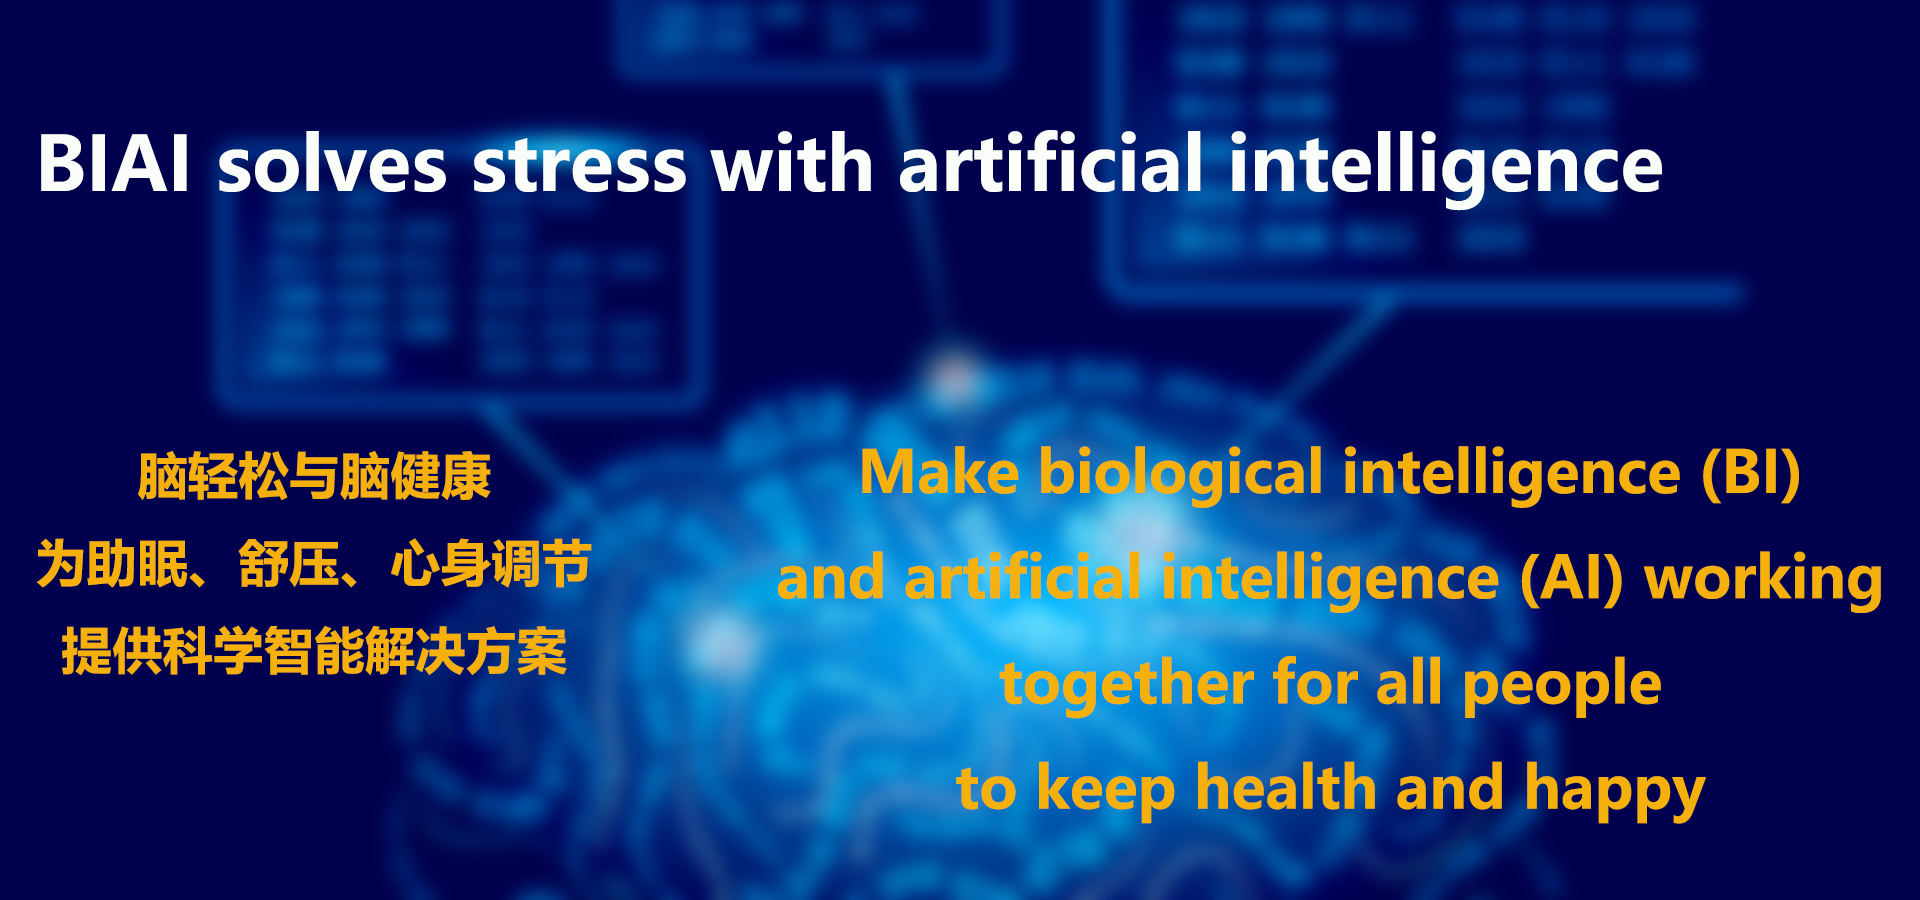 BIAI solves stress with artificial intelligence
脑轻松与脑健康
为助眠、舒压、心身调节
提供科学智能解决方案
Make biological intelligence (BI)
and artificial intelligence (AI) working
together for all people
to keep health and happy